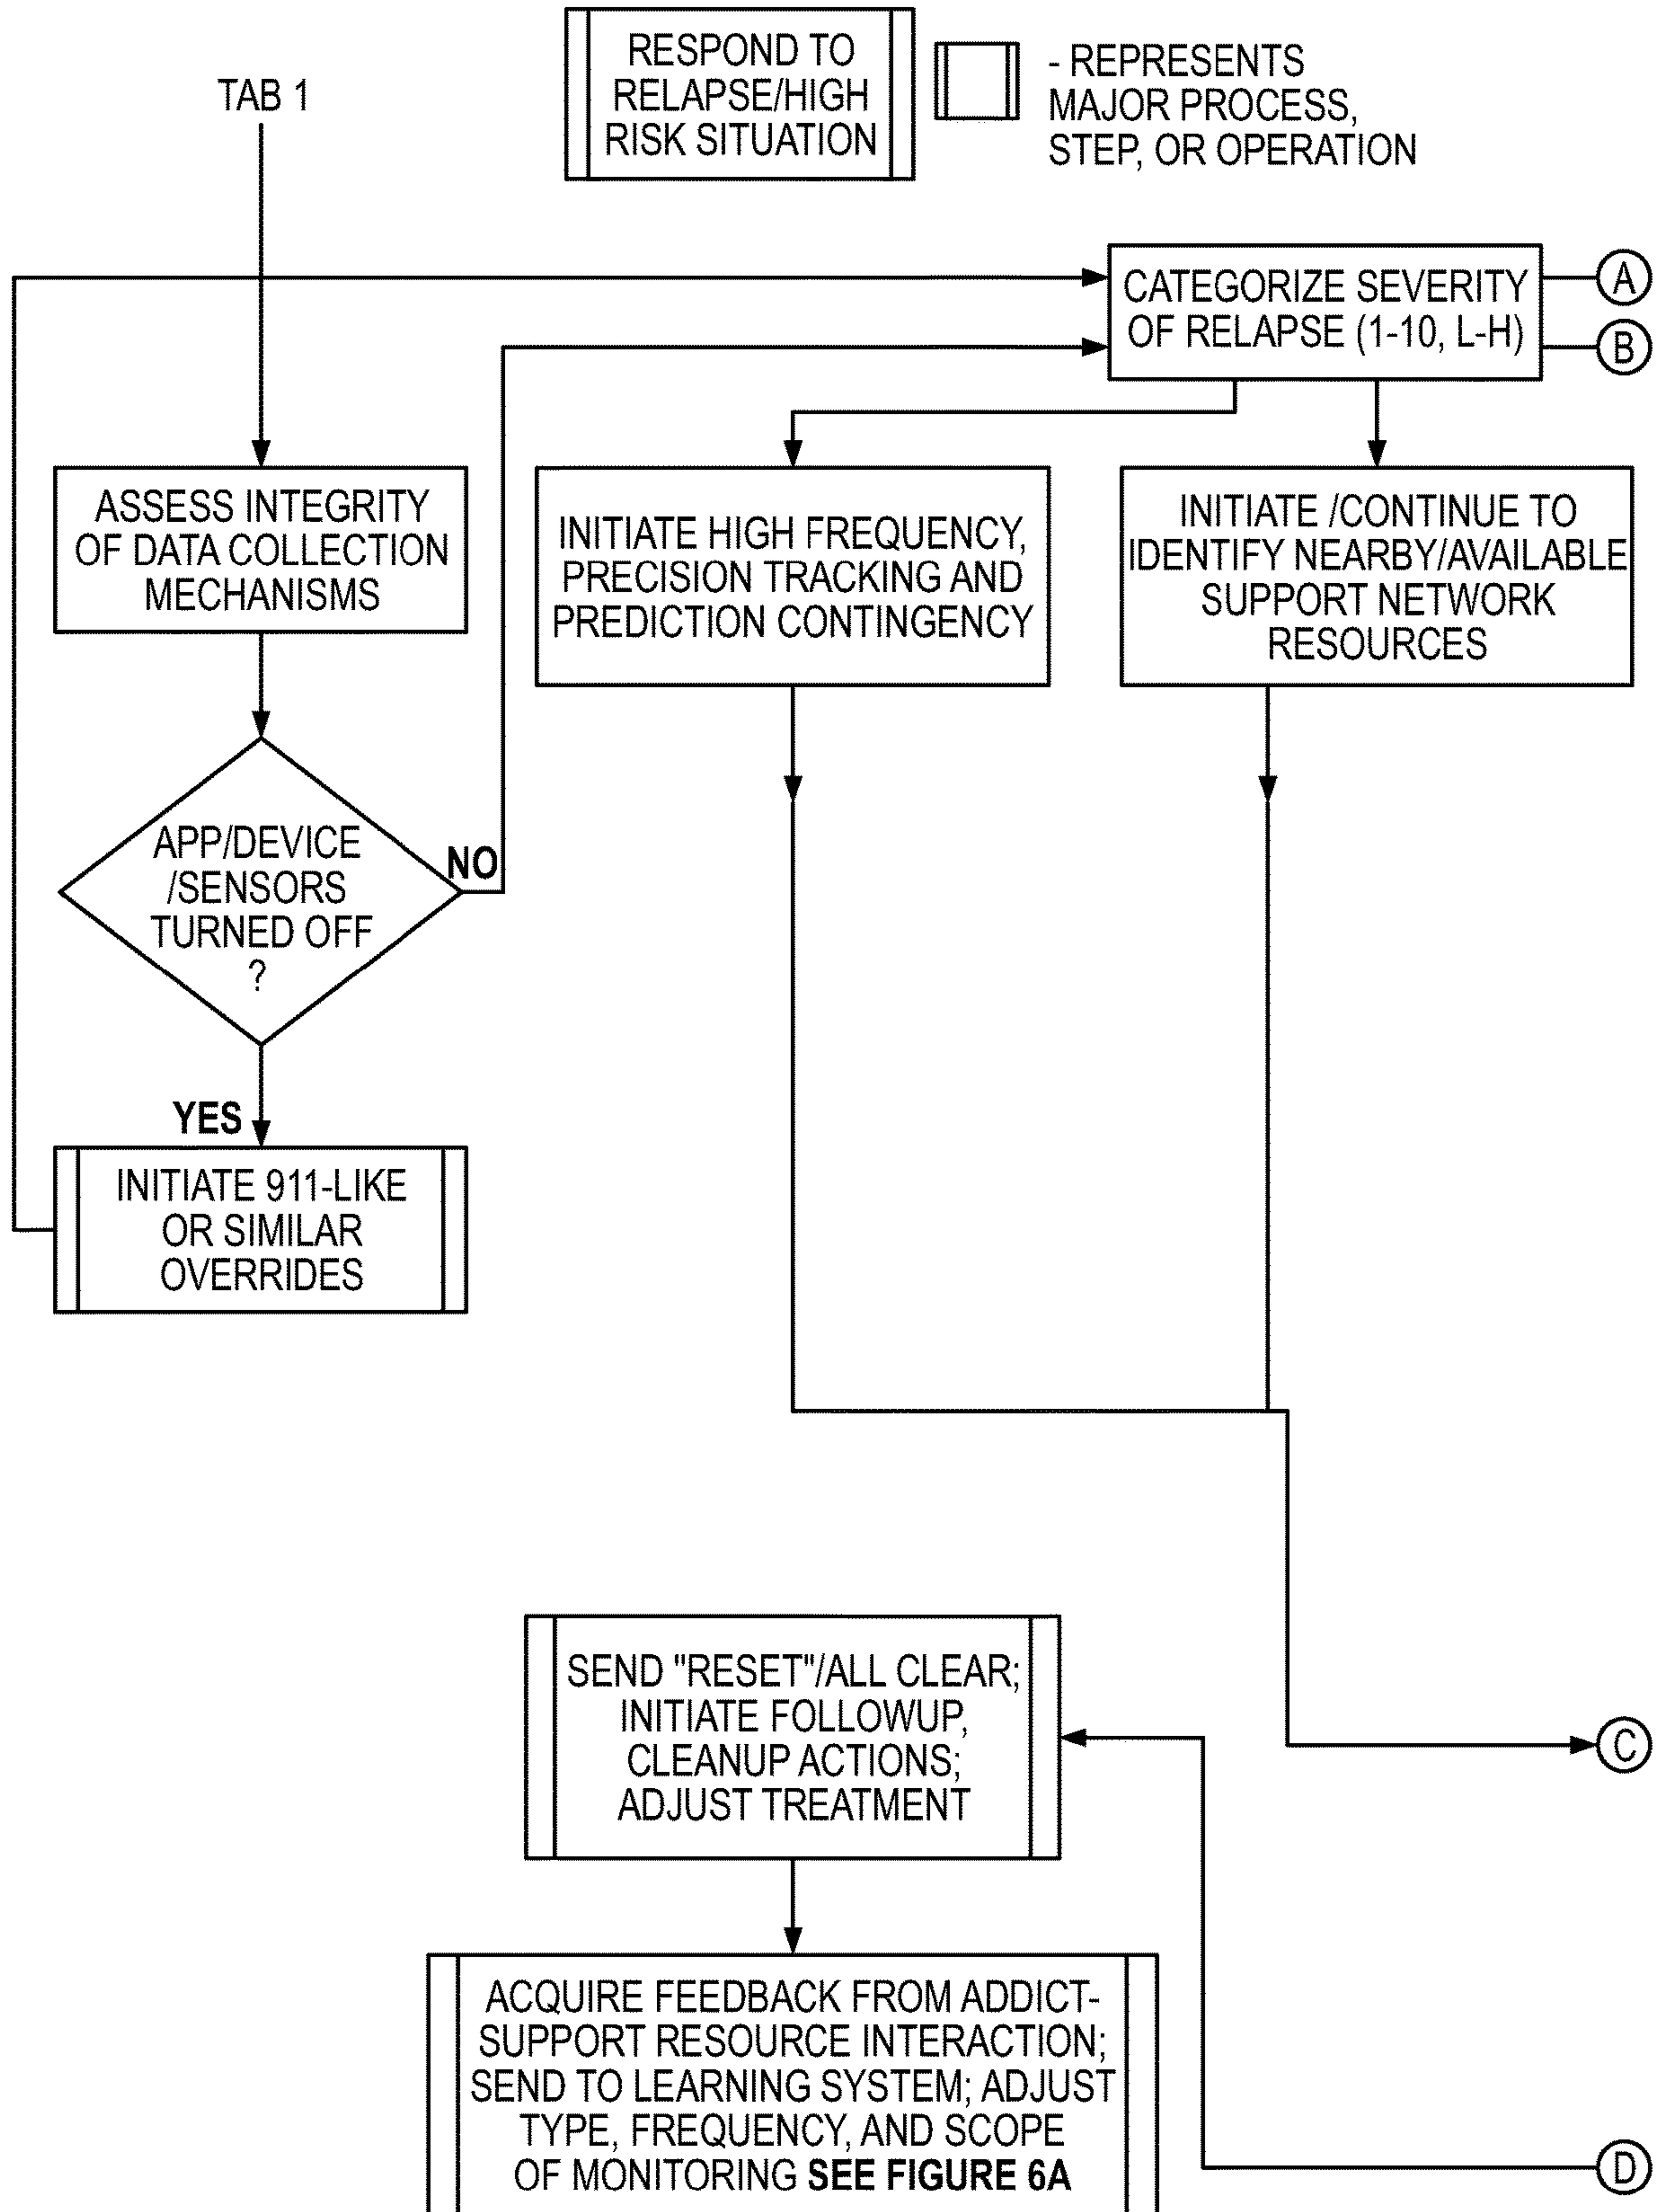 TAB 1
RESPOND TO
RELAPSE/HIGH
RISK SITUATION
- REPRESENTS
MAJOR PROCESS,
STEP, OR OPERATION
CATEGORIZE SEVERITY
OF RELAPSE (1-10, L-H)
A
B
ASSESS INTEGRITY
OF DATA COLLECTION
MECHANISMS
INITIATE HIGH FREQUENCY,
PRECISION TRACKING AND
PREDICTION CONTINGENCY
INITIATE /CONTINUE TO
IDENTIFY NEARBY/AVAILABLE
SUPPORT NETWORK
RESOURCES
APP/DEVICE
/SENSORS
TURNED OFF
?
NO
YES
INITIATE 911-LIKE
OR SIMILAR
OVERRIDES
SEND "RESET"/ALL CLEAR;
INITIATE FOLLOWUP,
CLEANUP ACTIONS;
ADJUST TREATMENT
C
ACQUIRE FEEDBACK FROM ADDICT-
SUPPORT RESOURCE INTERACTION;
SEND TO LEARNING SYSTEM; ADJUST
TYPE, FREQUENCY, AND SCOPE
OF MONITORING SEE FIGURE 6A
D